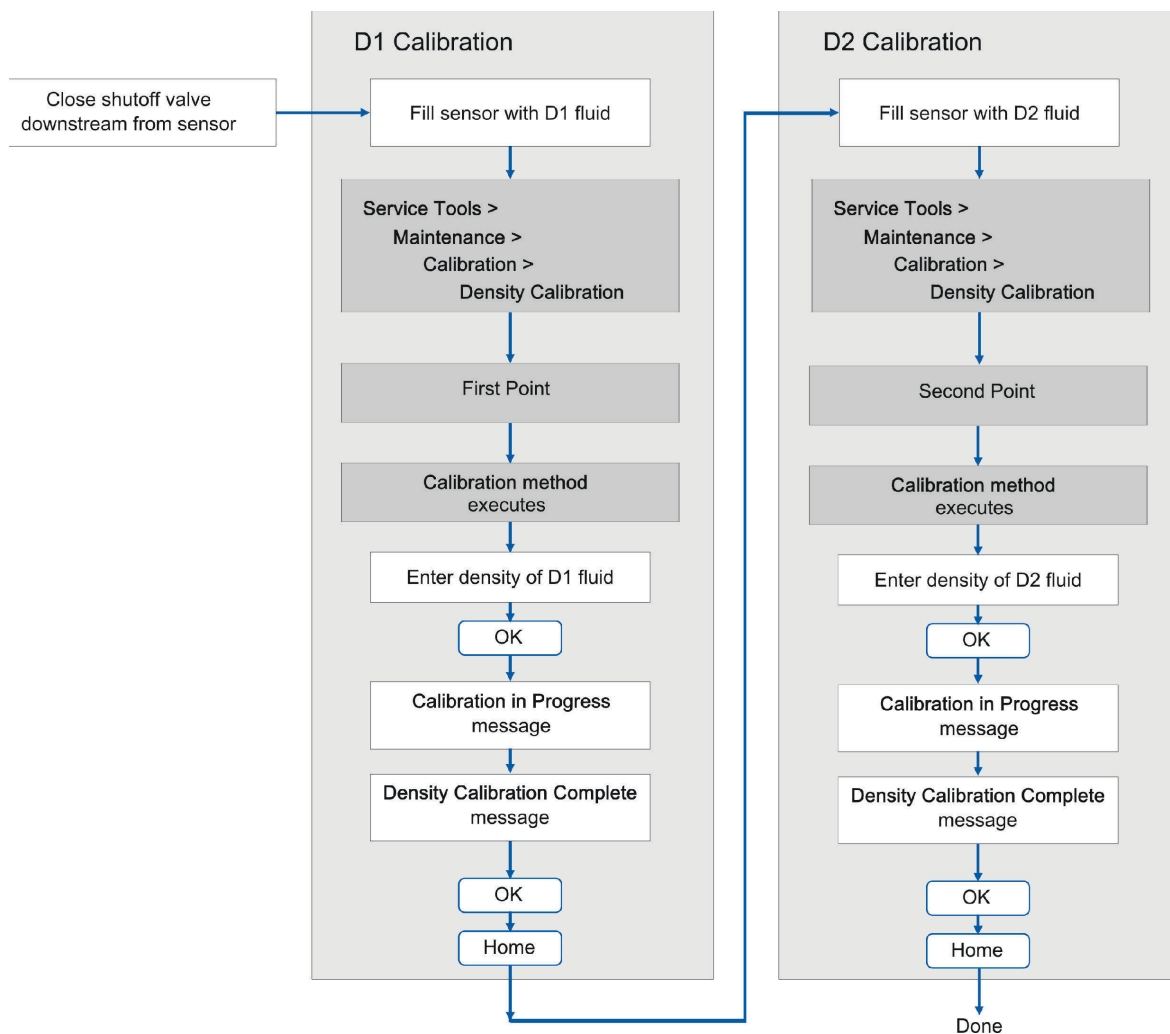 Close shutoff valve
downstream from sensor
D1 Calibration
Fill sensor with D1 fluid
Service Tools >
Maintenance >
Calibration >
Density Calibration
First Point
Calibration method
executes
Enter density of D1 fluid
OK
Calibration in Progress
message
Density Calibration Complete
message
OK
Home
D2 Calibration
Fill sensor with D2 fluid
Service Tools >
Maintenance >
Calibration >
Density Calibration
Second Point
Calibration method
executes
Enter density of D2 fluid
OK
Calibration in Progress
message
Density Calibration Complete
message
OK
Home
Done